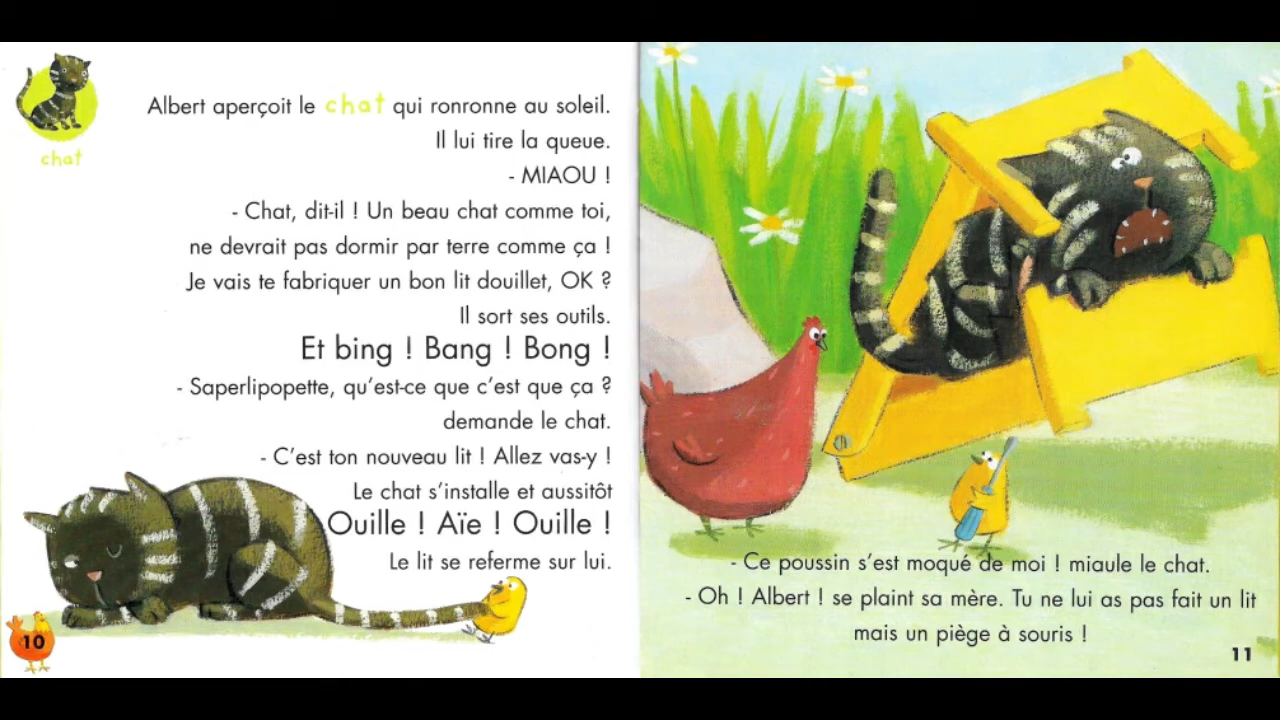 chat
Albert aperçoit le chat qui ronronne au soleil.
Il lui tire la queue.
- MIAOU !
- Chat, dit-il ! Un beau chat comme toi,
ne devrait pas dormir par terre comme ça !
Je vais te fabriquer un bon lit douillet, OK ?
Il sort ses outils.
Et bing ! Bang ! Bong !
- Saperlipopette, qu'est-ce que c'est que ça ?
demande le chat.
- C'est ton nouveau lit ! Allez vas-y !
Le chat s'installe et aussitôt
Ouille ! Aïe ! Ouille !
Le lit se referme sur lui.
10
- Ce poussin s'est moqué de moi ! miaule le chat.
- Oh ! Albert ! se plaint sa mère. Tu ne lui as pas fait un lit
mais un piège à souris !
11